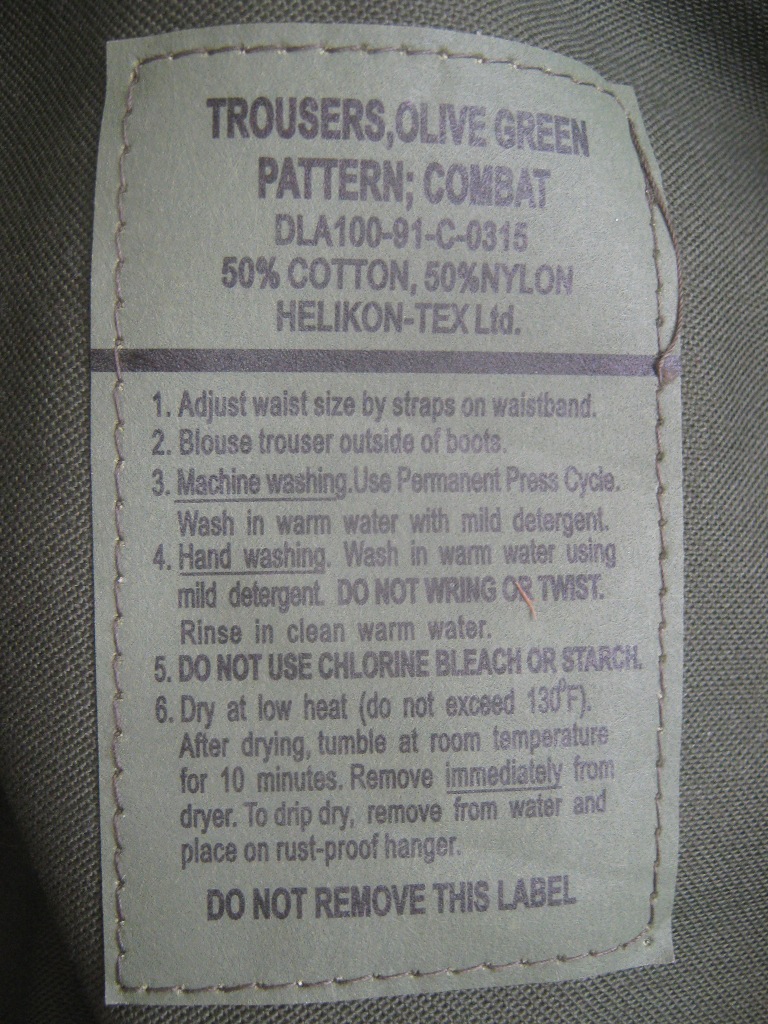 TROUSERS,OLIVE GREEN
PATTERN; COMBAT
DLA100-91-C-0315
50% COTTON, 50%NYLON
HELIKON-TEX Ltd.
1. Adjust waist size by straps on waistband.
2. Blouse trouser outside of boots.
3. Machine washing.Use Permanent Press Cycle.
Wash in warm water with mild detergent.
4. Hand washing. Wash in warm water using
mild detergent. DO NOT WRING OR TWIST.
Rinse in clean warm water.
5. DO NOT USE CHLORINE BLEACH OR STARCH.
6. Dry at low heat (do not exceed 130°F).
After drying, tumble at room temperature
for 10 minutes. Remove immediately from
dryer. To drip dry, remove from water and
place on rust-proof hanger.
DO NOT REMOVE THIS LABEL